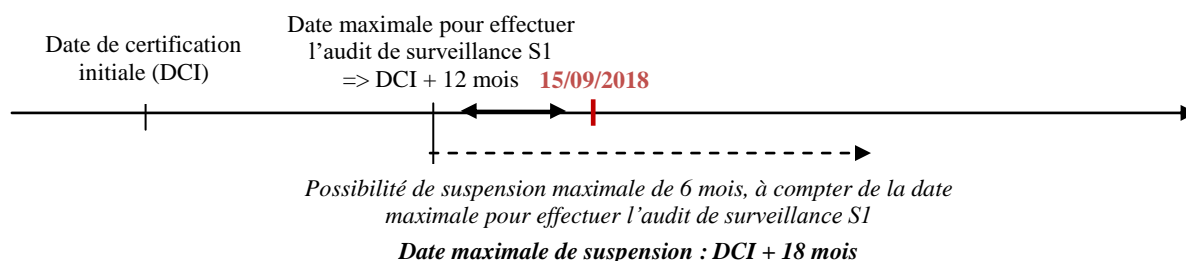 Date de certification
initiale (DCI)
Date maximale pour effectuer
l’audit de surveillance S1
=> DCI + 12 mois
15/09/2018
Possibilité de suspension maximale de 6 mois, à compter de la date
maximale pour effectuer l’audit de surveillance S1
Date maximale de suspension : DCI + 18 mois